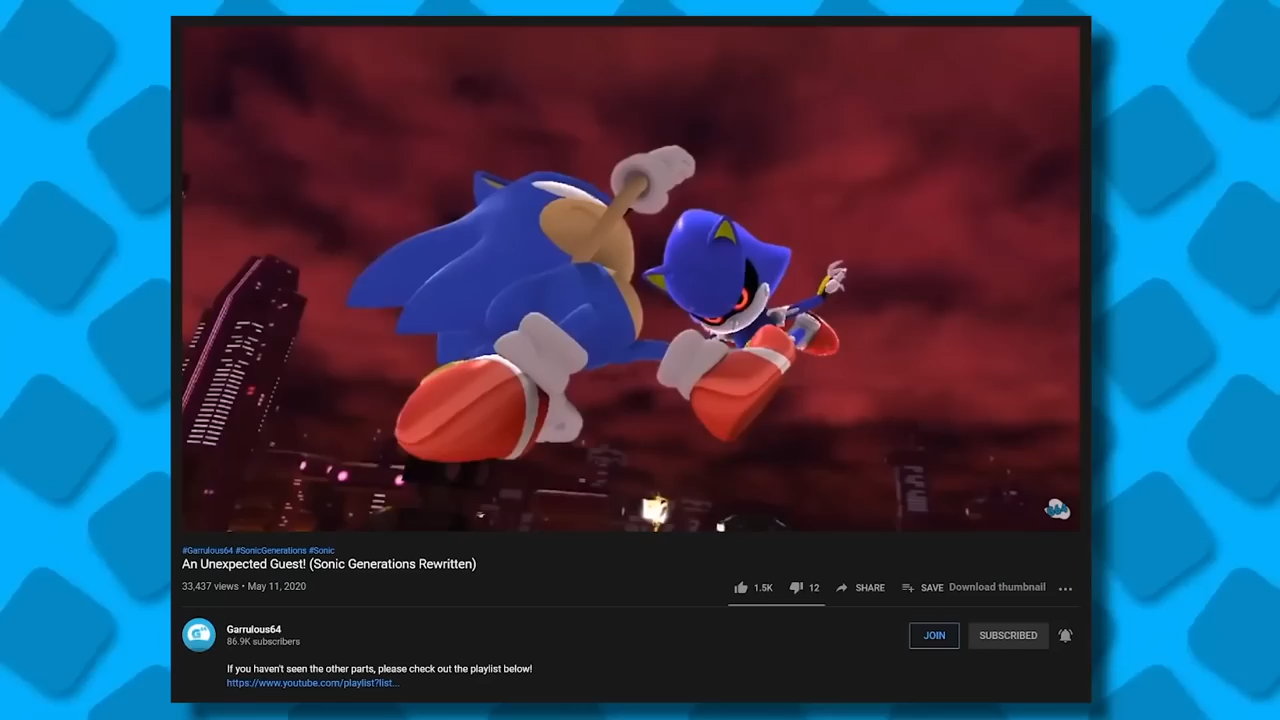 #Garrulous64 #SonicGenerations #Sonic
An Unexpected Guest! (Sonic Generations Rewritten)
33,437 views • May 11, 2020
1.5K 12 SHARE SAVE Download thumbnail
Garrulous64
86.9K subscribers
JOIN SUBSCRIBED
If you haven't seen the other parts, please check out the playlist below!
https://www.youtube.com/playlist?list...